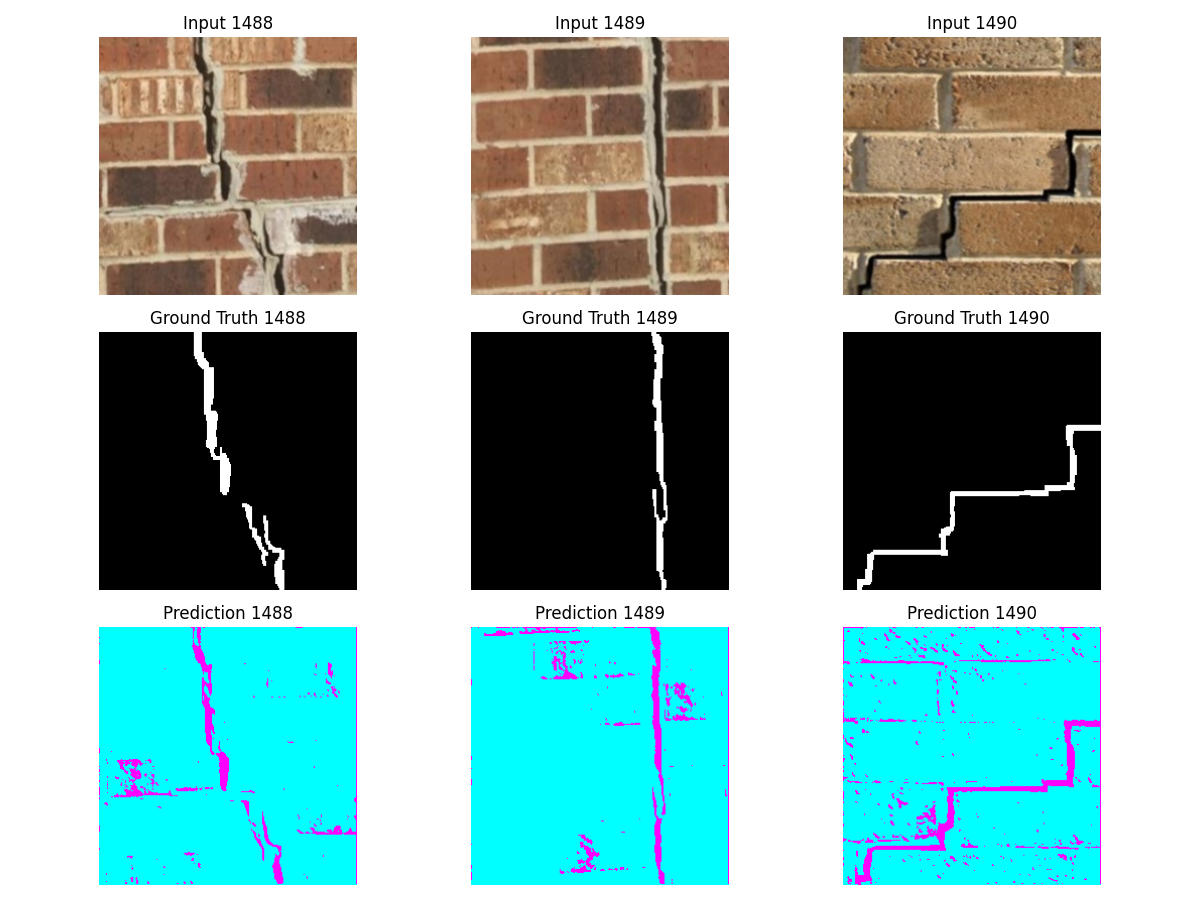 Input 1488
Input 1489
Input 1490
Ground Truth 1488
Ground Truth 1489
Ground Truth 1490
Prediction 1488
Prediction 1489
Prediction 1490